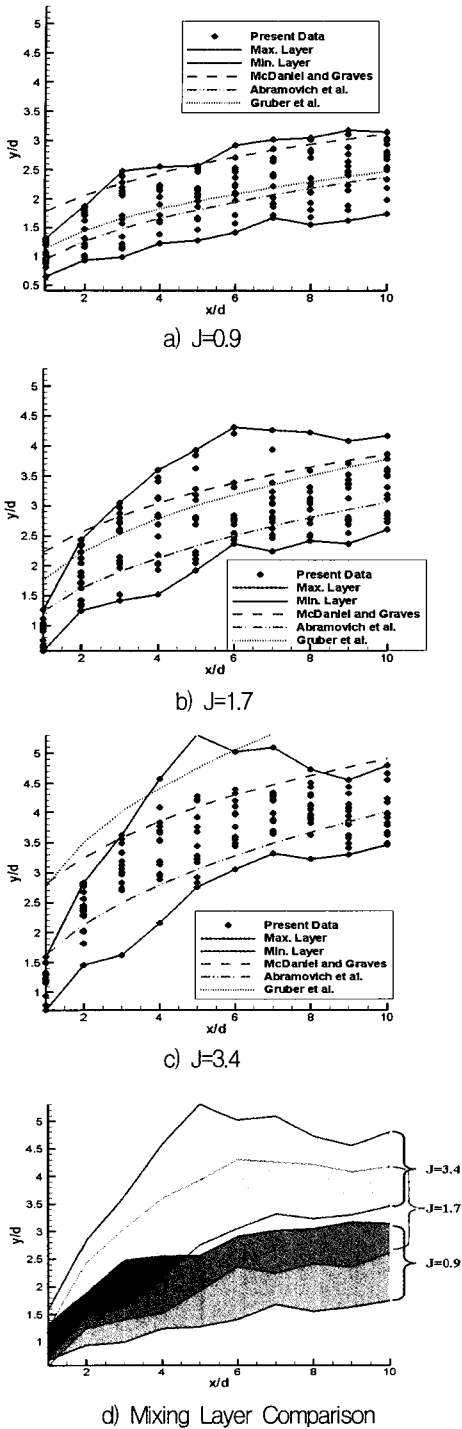 y/d
5
4.5
4
3.5
3
2.5
2
1.5
1
0.5
Present Data
Max. Layer
Min. Layer
McDaniel and Graves
Abramovich et al.
Gruber et al.
2 4 6 8 10
x/d
a) J=0.9
y/d
5
4.5
4
3.5
3
2.5
2
1.5
1
Present Data
Max. Layer
Min. Layer
McDaniel and Graves
Abramovich et al.
Gruber et al.
2 4 6 8 10
x/d
b) J=1.7
y/d
5
4.5
4
3.5
3
2.5
2
1.5
1
Present Data
Max. Layer
Min. Layer
McDaniel and Graves
Abramovich et al.
Gruber et al.
2 4 6 8 10
x/d
c) J=3.4
y/d
5
4.5
4
3.5
3
2.5
2
1.5
1
J=3.4
J=1.7
J=0.9
2 4 6 8 10
x/d
d) Mixing Layer Comparison